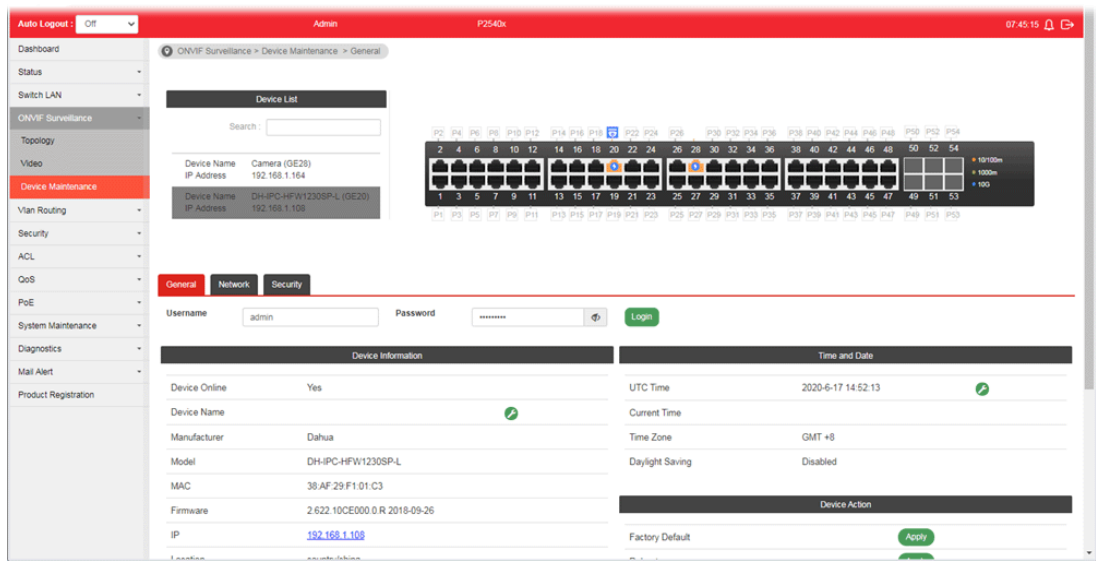 Auto Logout : Off Admin P2540x 07:45:15
Dashboard
Status
Switch LAN
ONVIF Surveillance
Topology
Video
Device Maintenance
Vlan Routing
Security
ACL
QoS
PoE
System Maintenance
Diagnostics
Mail Alert
Product Registration
ONVIF Surveillance > Device Maintenance > General
Device List
Search :
Device Name Camera (GE28)
IP Address 192.168.1.164
Device Name DH-IPC-HFW1230SP-L (GE20)
IP Address 192.168.1.108
P2 P4 P6 P8 P10 P12 P14 P16 P18 P22 P24 P26 P30 P32 P34 P36 P38 P40 P42 P44 P46 P48 P50 P52 P54
2 4 6 8 10 12 14 16 18 20 22 24 26 28 30 32 34 36 38 40 42 44 46 48 50 52 54
10/100m
1000m
10G
1 3 5 7 9 11 13 15 17 19 21 23 25 27 29 31 33 35 37 39 41 43 45 47 49 51 53
P1 P3 P5 P7 P9 P11 P13 P15 P17 P19 P21 P23 P25 P27 P29 P31 P33 P35 P37 P39 P41 P43 P45 P47 P49 P51 P53
General Network Security
Username admin Password ••••••••• Login
Device Information
Device Online Yes
Device Name
Manufacturer Dahua
Model DH-IPC-HFW1230SP-L
MAC 38:AF:29:F1:01:C3
Firmware 2.622.10CE000.0.R 2018-09-26
IP 192.168.1.108
Time and Date
UTC Time 2020-6-17 14:52:13
Current Time
Time Zone GMT +8
Daylight Saving Disabled
Device Action
Factory Default Apply